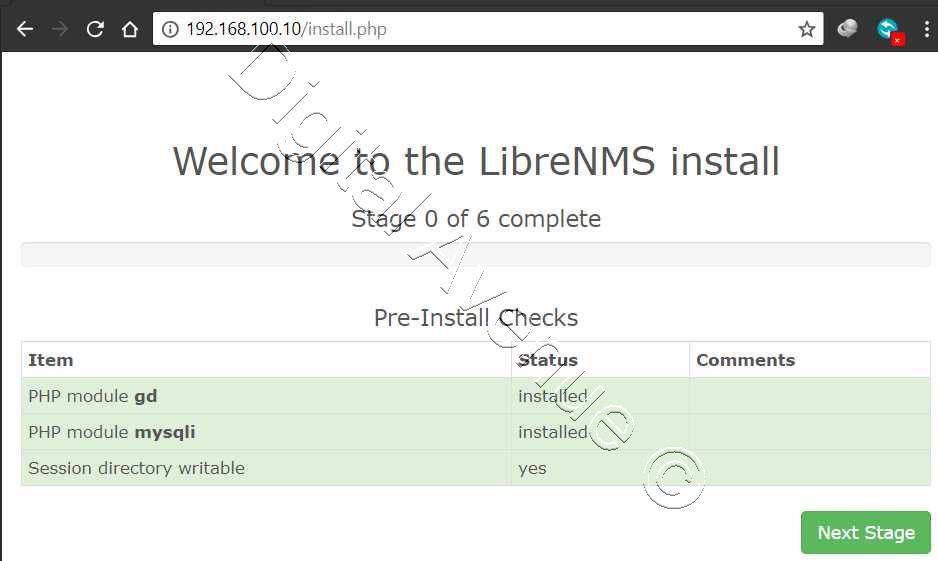 192.168.100.10/install.php
Welcome to the LibreNMS install
Stage 0 of 6 complete
Pre-Install Checks
Item Status Comments
PHP module gd installed
PHP module mysqli installed
Session directory writable yes
Next Stage
Digital Avenue ©